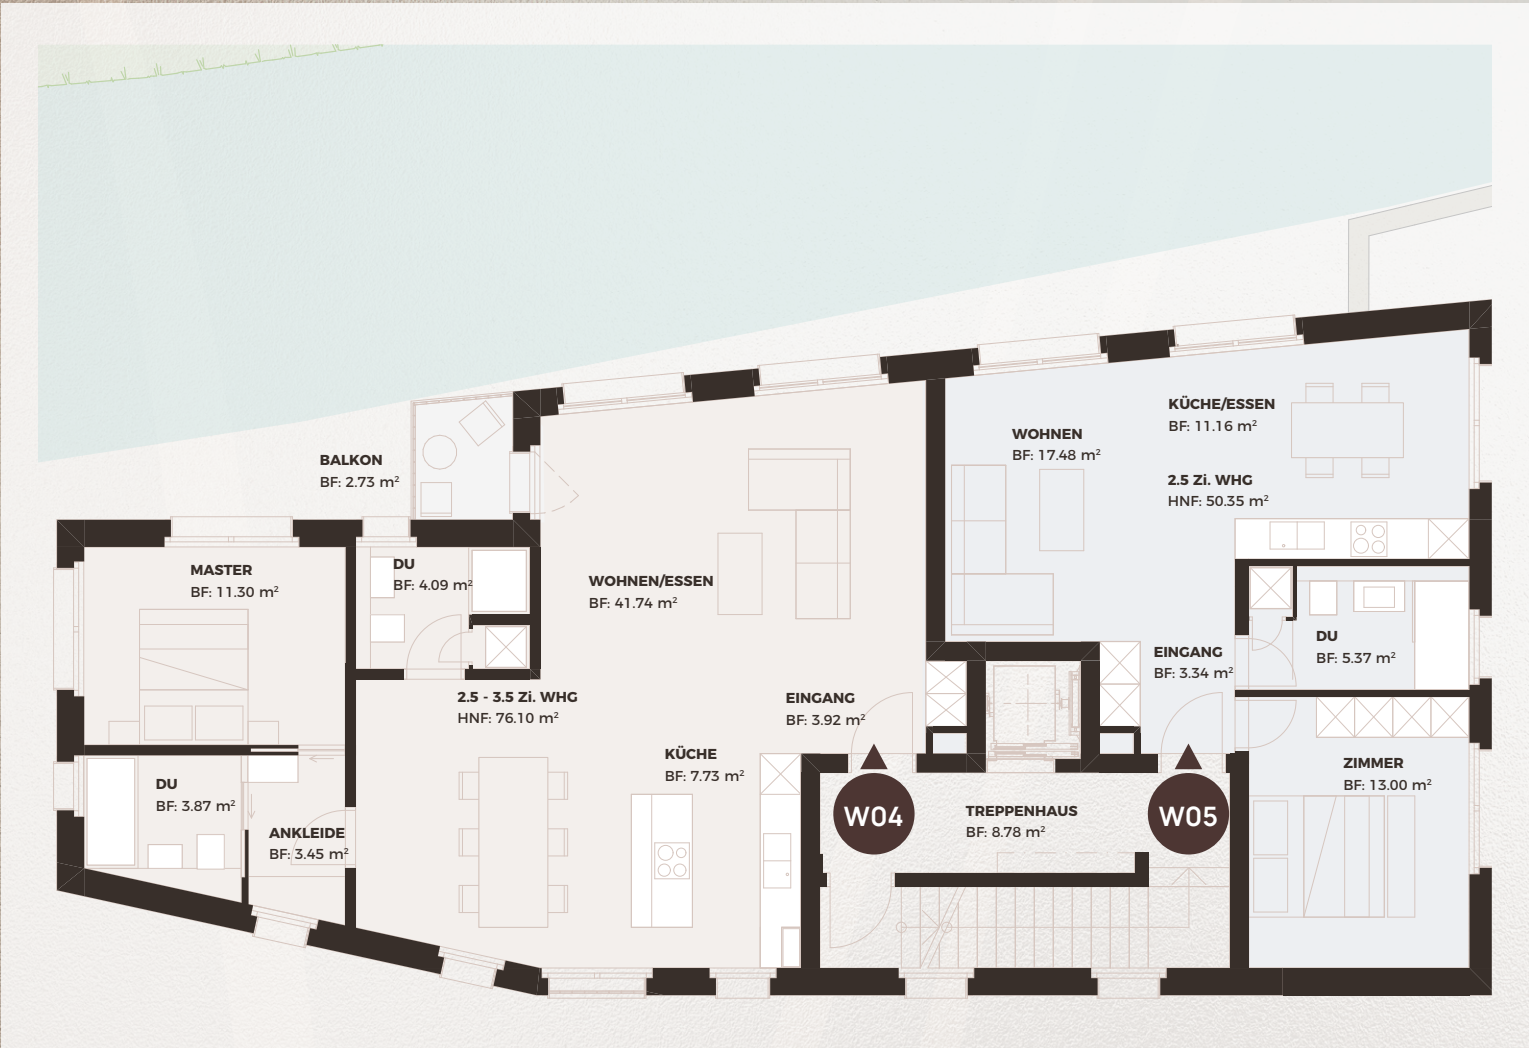 KÜCHE/ESSEN
BF: 11.16 m²
WOHNEN
BF: 17.48 m²
BALKON
BF: 2.73 m²
2.5 Zi. WHG
HNF: 50.35 m²
MASTER
BF: 11.30 m²
DU
BF: 4.09 m²
WOHNEN/ESSEN
BF: 41.74 m²
DU
BF: 5.37 m²
EINGANG
BF: 3.34 m²
2.5 - 3.5 Zi. WHG
HNF: 76.10 m²
EINGANG
BF: 3.92 m²
KÜCHE
BF: 7.73 m²
ZIMMER
BF: 13.00 m²
DU
BF: 3.87 m²
ANKLEIDE
BF: 3.45 m²
W04
TREPPENHAUS
BF: 8.78 m²
W05